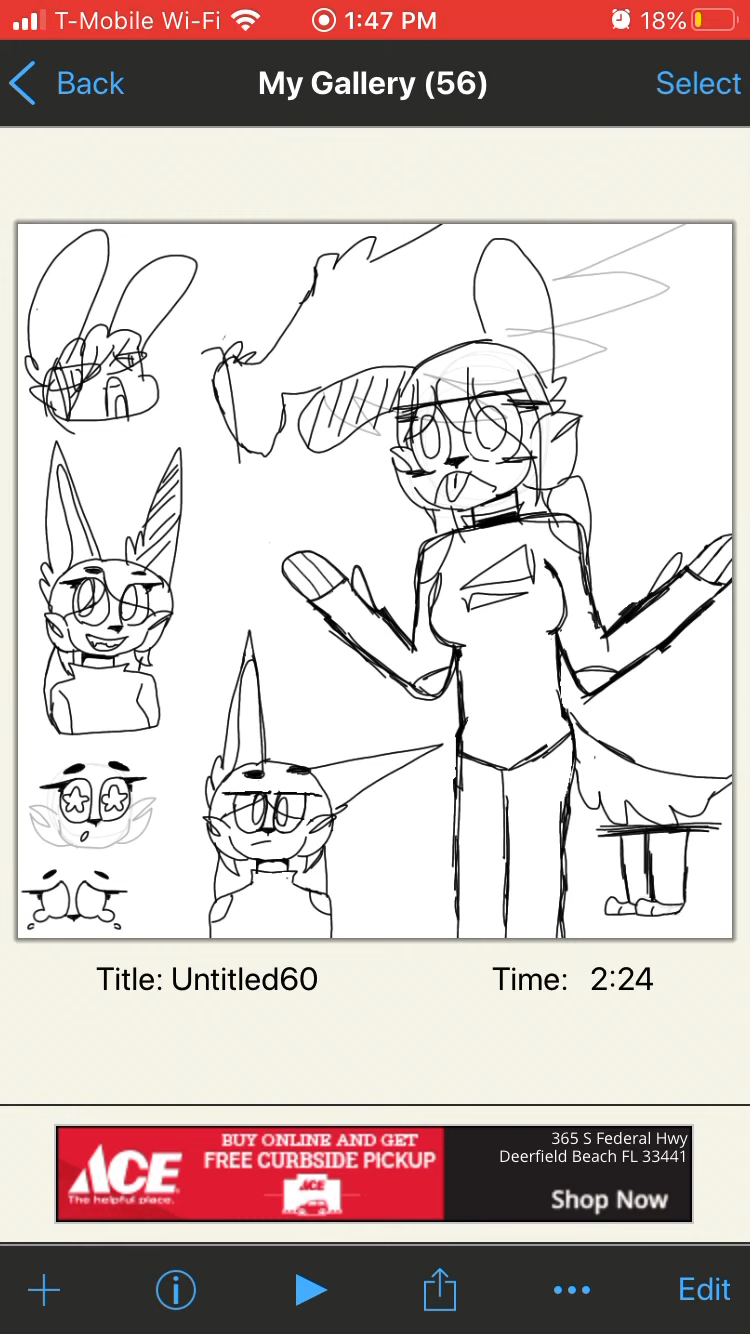 T-Mobile Wi-Fi 1:47 PM 18%
Back My Gallery (56) Select
Title: Untitled60 Time: 2:24
ACE
The helpful place.
BUY ONLINE AND GET
FREE CURBSIDE PICKUP
ACE
365 S Federal Hwy
Deerfield Beach FL 33441
Shop Now
Edit